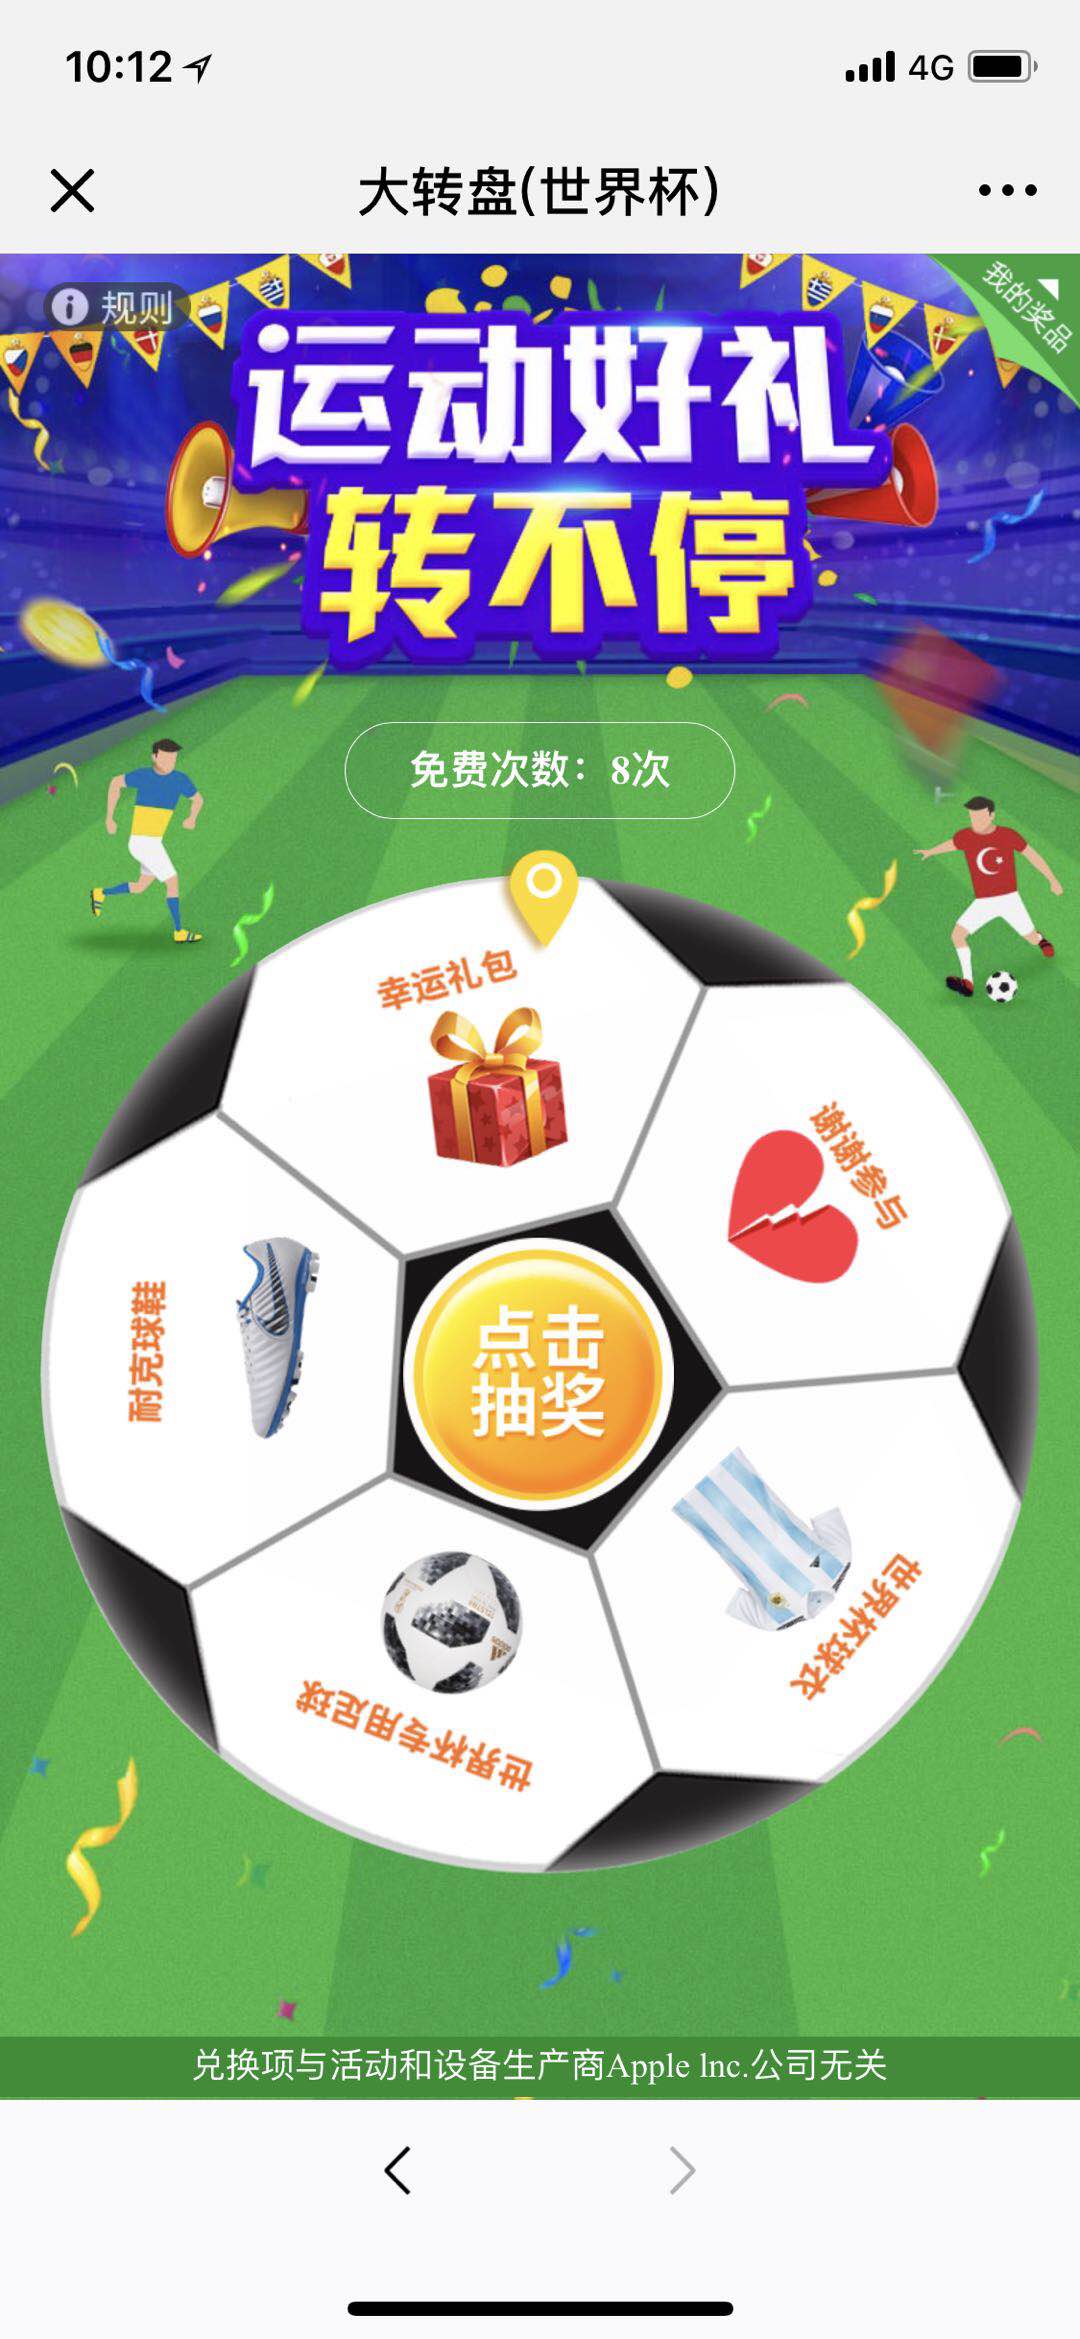 10:12
4G
大转盘(世界杯)
规则
我的奖品
运动好礼
转不停
免费次数：8次
幸运礼包
谢谢参与
耐克球鞋
点击
抽奖
世界杯球衣
世界杯专用足球
兑换项与活动和设备生产商Apple lnc.公司无关